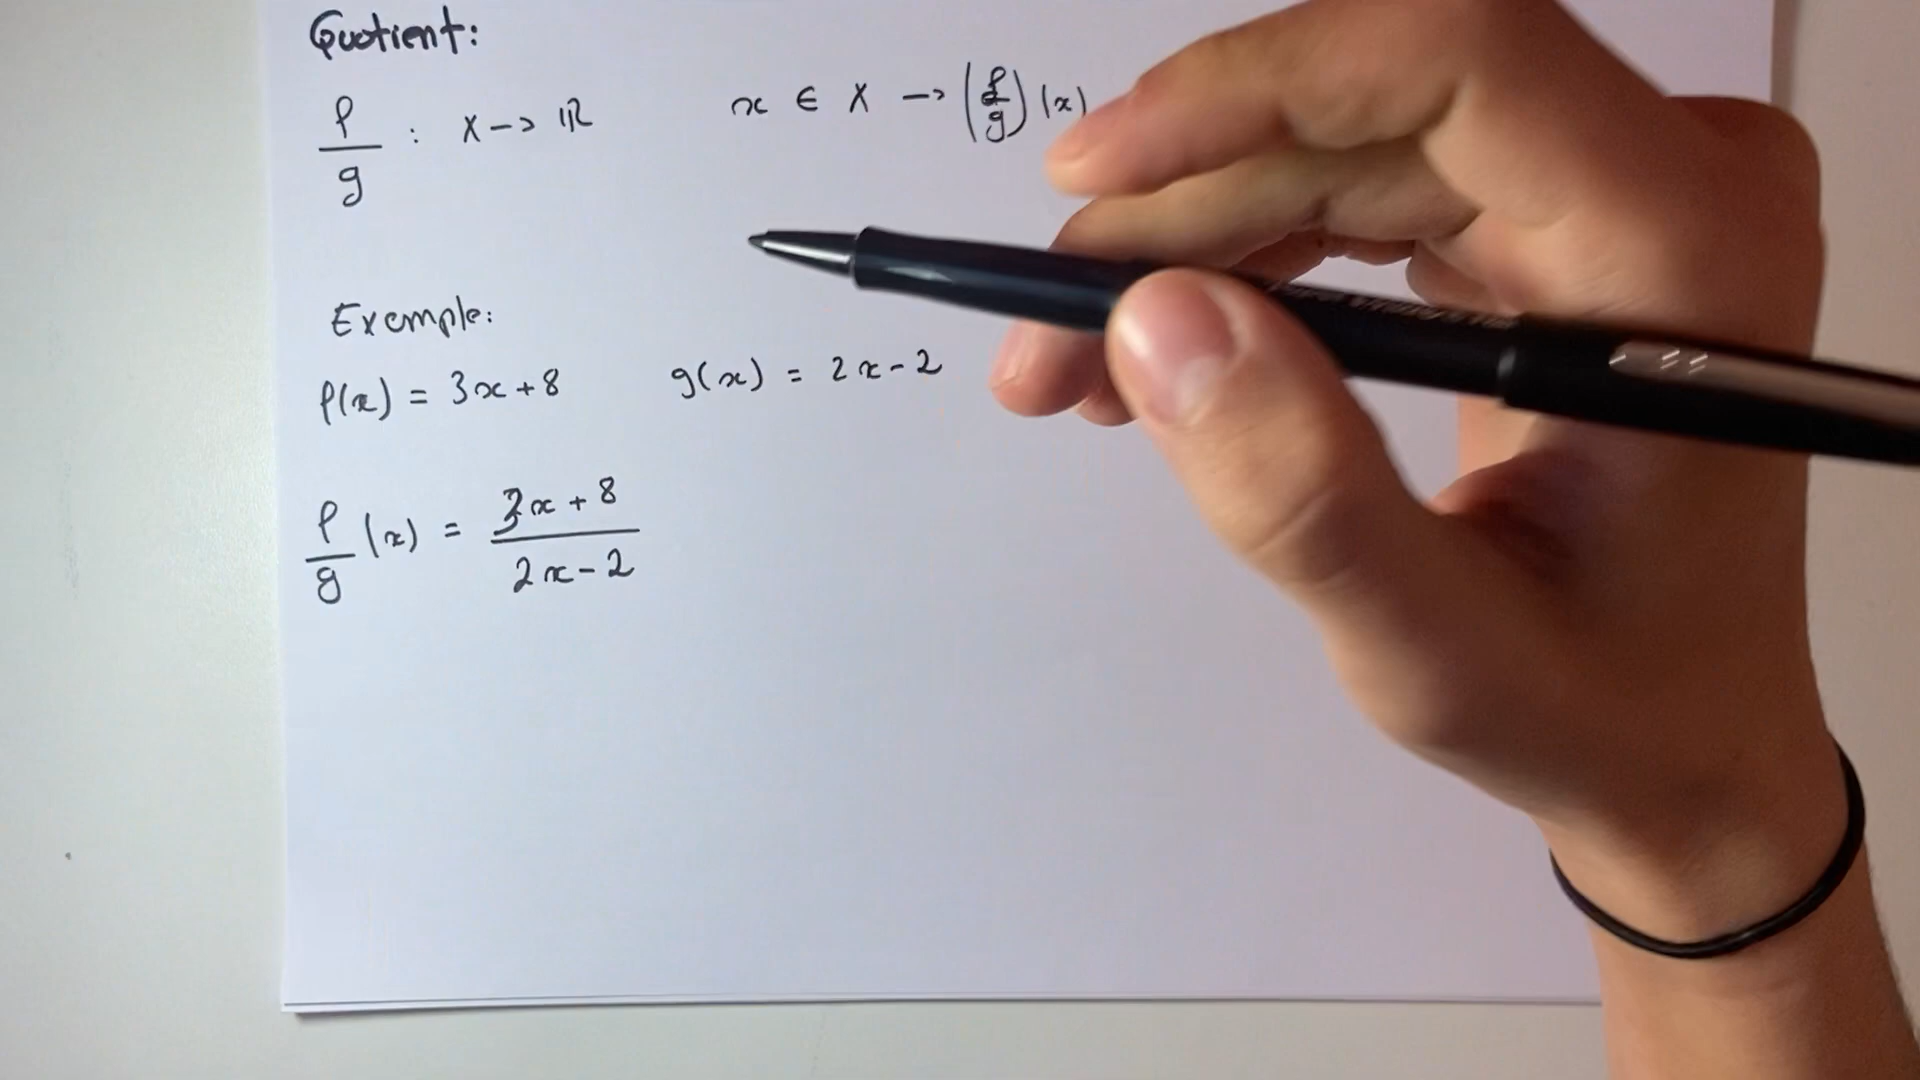 Quotient:
f/g : X -> ℝ x ∈ X -> (f/g)(x)
Exemple:
f(x) = 3x+8 g(x) = 2x-2
f/g (x) = 3x+8 / 2x-2